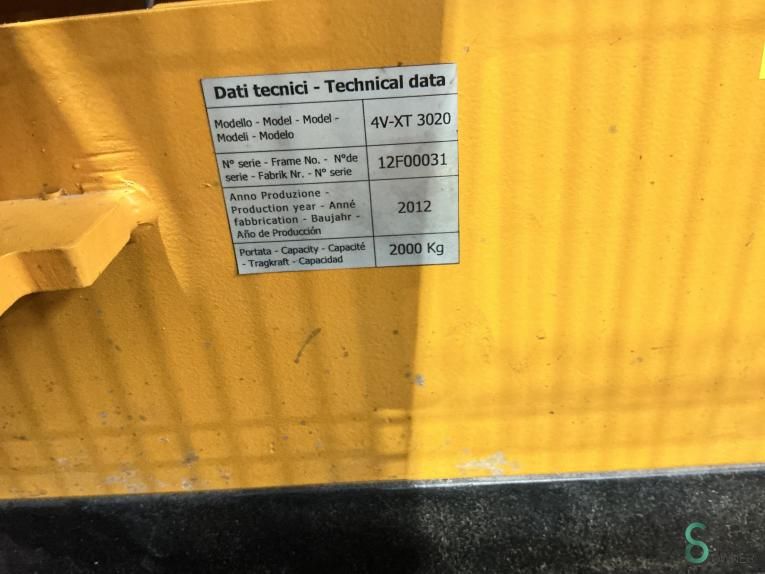 Dati tecnici - Technical data
Modello - Model - Model -
Modeli - Modelo
4V-XT 3020
N° serie - Frame No. - N°de
serie - Fabrik Nr. - N° serie
12F00031
Anno Produzione -
Production year - Anné
fabbrication - Baujahr -
Año de Producción
2012
Portata - Capacity - Capacité
- Tragkraft - Capacidad
2000 Kg